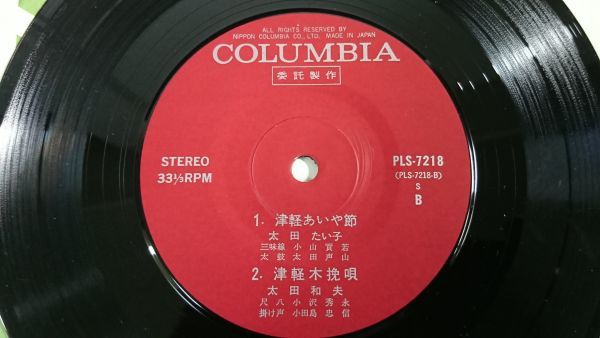 ALL RIGHTS RESERVED BY
NIPPON COLUMBIA CO., LTD. MADE IN JAPAN
COLUMBIA
委託製作
STEREO
33⅓RPM
PLS-7218
(PLS-7218-B)
S
B
1. 津軽あいや節
太田たい子
三味線 小山貢若
太鼓 太田声山
2. 津軽木挽唄
太田和夫
尺八 小沢秀永
掛け声 小田島忠信